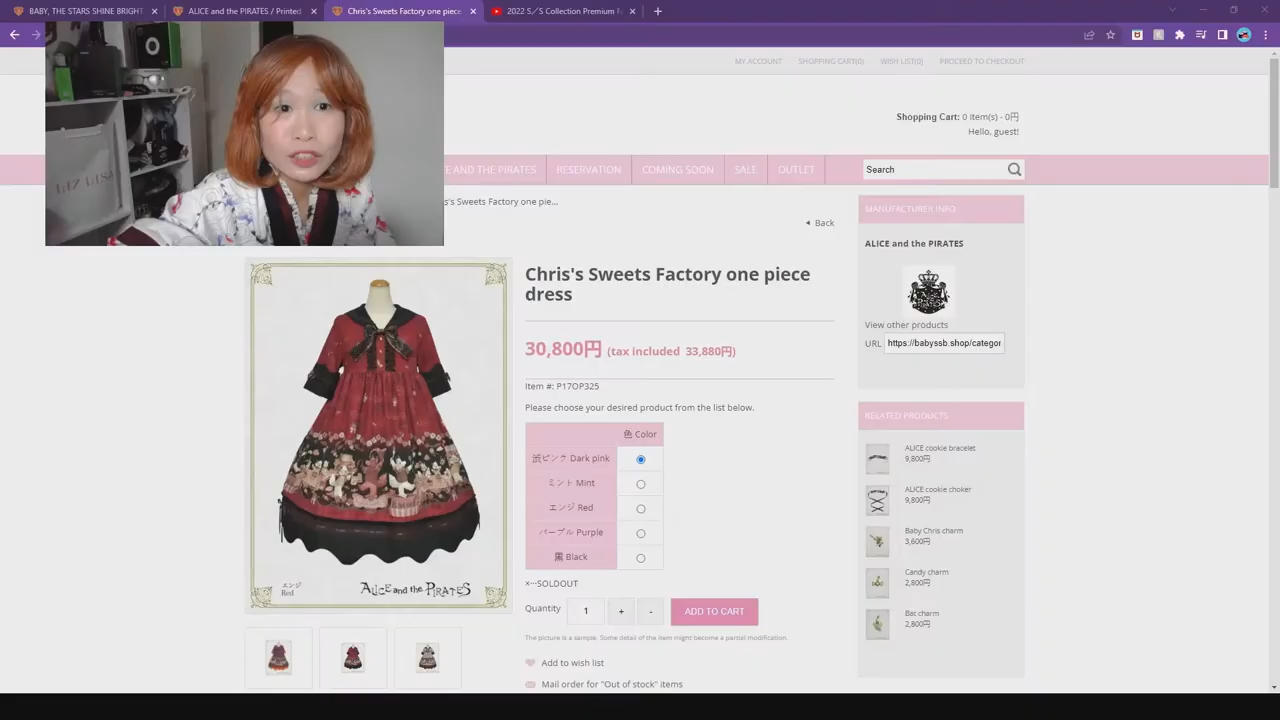 BABY, THE STARS SHINE BRIGHT
ALICE and the PIRATES / Printed
Chris's Sweets Factory one piece
2022 S／S Collection Premium F
MY ACCOUNT SHOPPING CART(0) WISH LIST(0) PROCEED TO CHECKOUT
Shopping Cart: 0 item(s) - 0円
Hello, guest!
E AND THE PIRATES RESERVATION COMING SOON SALE OUTLET
Search
s's Sweets Factory one pie...
Back
LIZ LISA
Chris's Sweets Factory one piece
dress
30,800円 (tax included 33,880円)
Item #: P17OP325
Please choose your desired product from the list below.
色 Color
渋ピンク Dark pink
ミント Mint
エンジ Red
パープル Purple
黒 Black
×···SOLDOUT
Quantity 1 + - ADD TO CART
The picture is a sample. Some detail of the item might become a partial modification.
Add to wish list
Mail order for "Out of stock" items
エンジ
Red
ALICE and the PIRATES
MANUFACTURER INFO
ALICE and the PIRATES
View other products
URL https://babyssb.shop/categor
RELATED PRODUCTS
ALICE cookie bracelet
9,800円
ALICE cookie choker
9,800円
Baby Chris charm
3,600円
Candy charm
2,800円
Bac charm
2,800円